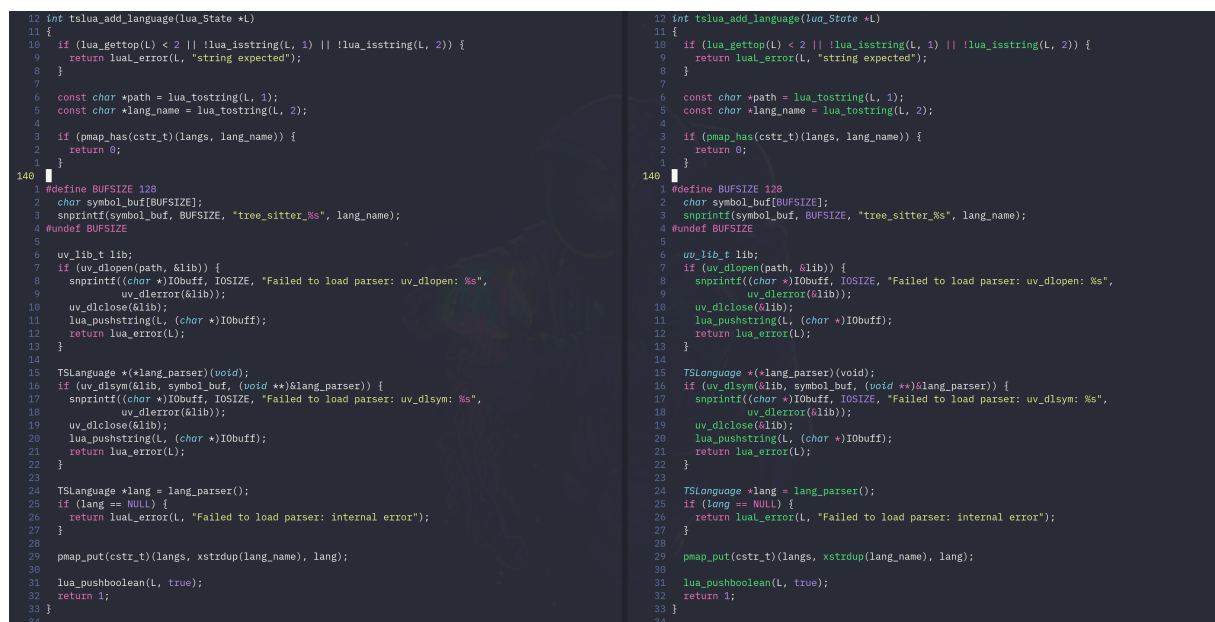 12 int tslua_add_language(lua_State *L)
11 {
10   if (lua_gettop(L) < 2 || !lua_isstring(L, 1) || !lua_isstring(L, 2)) {
9     return luaL_error(L, "string expected");
8   }
7
6   const char *path = lua_tostring(L, 1);
5   const char *lang_name = lua_tostring(L, 2);
4
3   if (pmap_has(cstr_t)(langs, lang_name)) {
2     return 0;
1   }
140
1 #define BUFSIZE 128
2   char symbol_buf[BUFSIZE];
3   snprintf(symbol_buf, BUFSIZE, "tree_sitter_%s", lang_name);
4 #undef BUFSIZE
5
6   uv_lib_t lib;
7   if (uv_dlopen(path, &lib)) {
8     snprintf((char *)IObuff, IOSIZE, "Failed to load parser: uv_dlopen: %s",
9              uv_dlerror(&lib));
10     uv_dlclose(&lib);
11     lua_pushstring(L, (char *)IObuff);
12     return lua_error(L);
13   }
14
15   TSLanguage *(*lang_parser)(void);
16   if (uv_dlsym(&lib, symbol_buf, (void **)&lang_parser)) {
17     snprintf((char *)IObuff, IOSIZE, "Failed to load parser: uv_dlsym: %s",
18              uv_dlerror(&lib));
19     uv_dlclose(&lib);
20     lua_pushstring(L, (char *)IObuff);
21     return lua_error(L);
22   }
23
24   TSLanguage *lang = lang_parser();
25   if (lang == NULL) {
26     return luaL_error(L, "Failed to load parser: internal error");
27   }
28
29   pmap_put(cstr_t)(langs, xstrdup(lang_name), lang);
30
31   lua_pushboolean(L, true);
32   return 1;
33 }
34
12 int tslua_add_language(lua_State *L)
11 {
10   if (lua_gettop(L) < 2 || !lua_isstring(L, 1) || !lua_isstring(L, 2)) {
9     return luaL_error(L, "string expected");
8   }
7
6   const char *path = lua_tostring(L, 1);
5   const char *lang_name = lua_tostring(L, 2);
4
3   if (pmap_has(cstr_t)(langs, lang_name)) {
2     return 0;
1   }
140
1 #define BUFSIZE 128
2   char symbol_buf[BUFSIZE];
3   snprintf(symbol_buf, BUFSIZE, "tree_sitter_%s", lang_name);
4 #undef BUFSIZE
5
6   uv_lib_t lib;
7   if (uv_dlopen(path, &lib)) {
8     snprintf((char *)IObuff, IOSIZE, "Failed to load parser: uv_dlopen: %s",
9              uv_dlerror(&lib));
10     uv_dlclose(&lib);
11     lua_pushstring(L, (char *)IObuff);
12     return lua_error(L);
13   }
14
15   TSLanguage *(*lang_parser)(void);
16   if (uv_dlsym(&lib, symbol_buf, (void **)&lang_parser)) {
17     snprintf((char *)IObuff, IOSIZE, "Failed to load parser: uv_dlsym: %s",
18              uv_dlerror(&lib));
19     uv_dlclose(&lib);
20     lua_pushstring(L, (char *)IObuff);
21     return lua_error(L);
22   }
23
24   TSLanguage *lang = lang_parser();
25   if (lang == NULL) {
26     return luaL_error(L, "Failed to load parser: internal error");
27   }
28
29   pmap_put(cstr_t)(langs, xstrdup(lang_name), lang);
30
31   lua_pushboolean(L, true);
32   return 1;
33 }
34